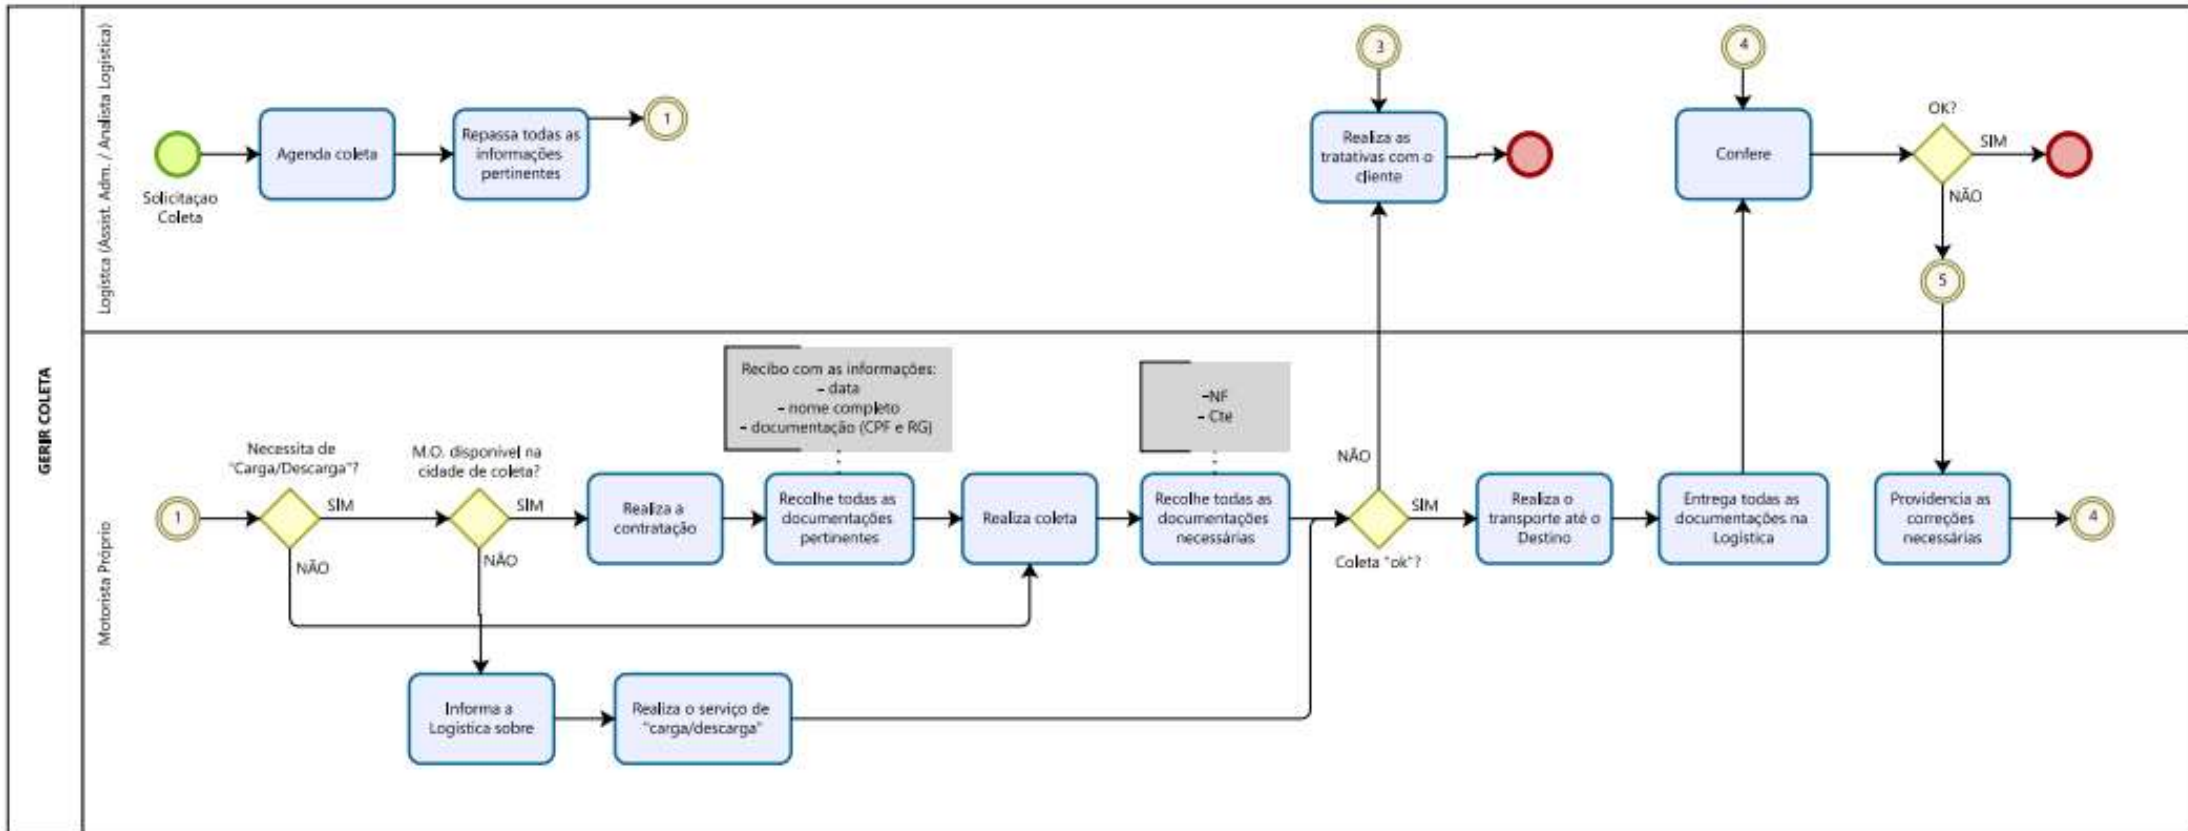 GERIR COLETA
Logistca (Assist. Adm. / Analista Logística)
Solicitaçao
Coleta
Agenda coleta
Repassa todas as
informações
pertinentes
1
3
Realiza as
tratativas com o
cliente
4
Confere
OK?
SIM
NÃO
5
Motorista Próprio
1
Necessita de
"Carga/Descarga"?
SIM
NÃO
M.O. disponível na
cidade de coleta?
SIM
NÃO
Realiza a
contratação
Recibo com as informações:
- data
- nome completo
- documentação (CPF e RG)
Recolhe todas as
documentações
pertinentes
Realiza coleta
-NF
- Cte
Recolhe todas as
documentações
necessárias
NÃO
SIM
Coleta "ok"?
Realiza o
transporte até o
Destino
Entrega todas as
documentações na
Logística
Providencia as
correções
necessárias
4
Informa a
Logística sobre
Realiza o serviço de
"carga/descarga"